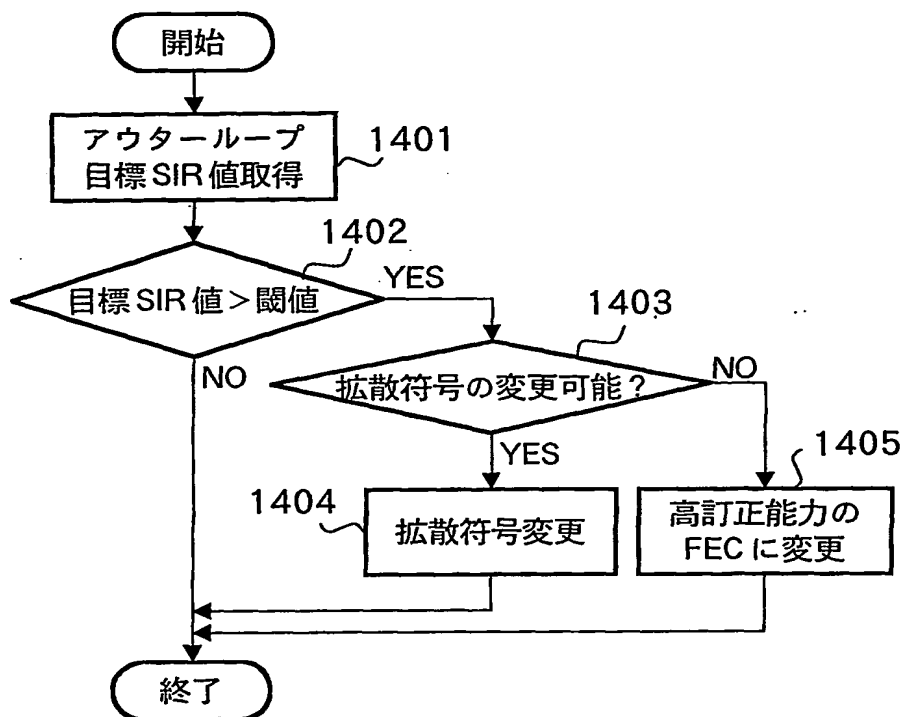 開始
アウターループ
目標SIR値取得
1401
1402
目標SIR値>閾値
YES
NO
1403
拡散符号の変更可能?
NO
YES
1404
拡散符号変更
1405
高訂正能力の
FECに変更
終了